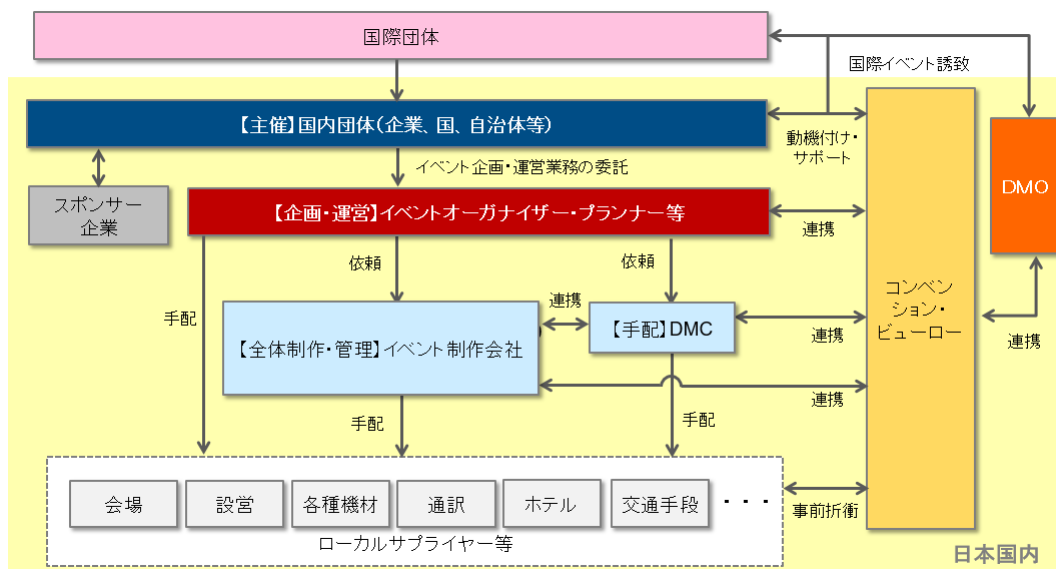 国際団体
国際イベント誘致
【主催】国内団体(企業、国、自治体等)
動機付け・
サポート
イベント企画・運営業務の委託
スポンサー
企業
DMO
【企画・運営】イベントオーガナイザー・プランナー等
連携
依頼
依頼
手配
連携
コンベン
ション・
ビューロー
【全体制作・管理】イベント制作会社
【手配】DMC
連携
連携
連携
手配
手配
会場
設営
各種機材
通訳
ホテル
交通手段
・・・
事前折衝
ローカルサプライヤー等
日本国内